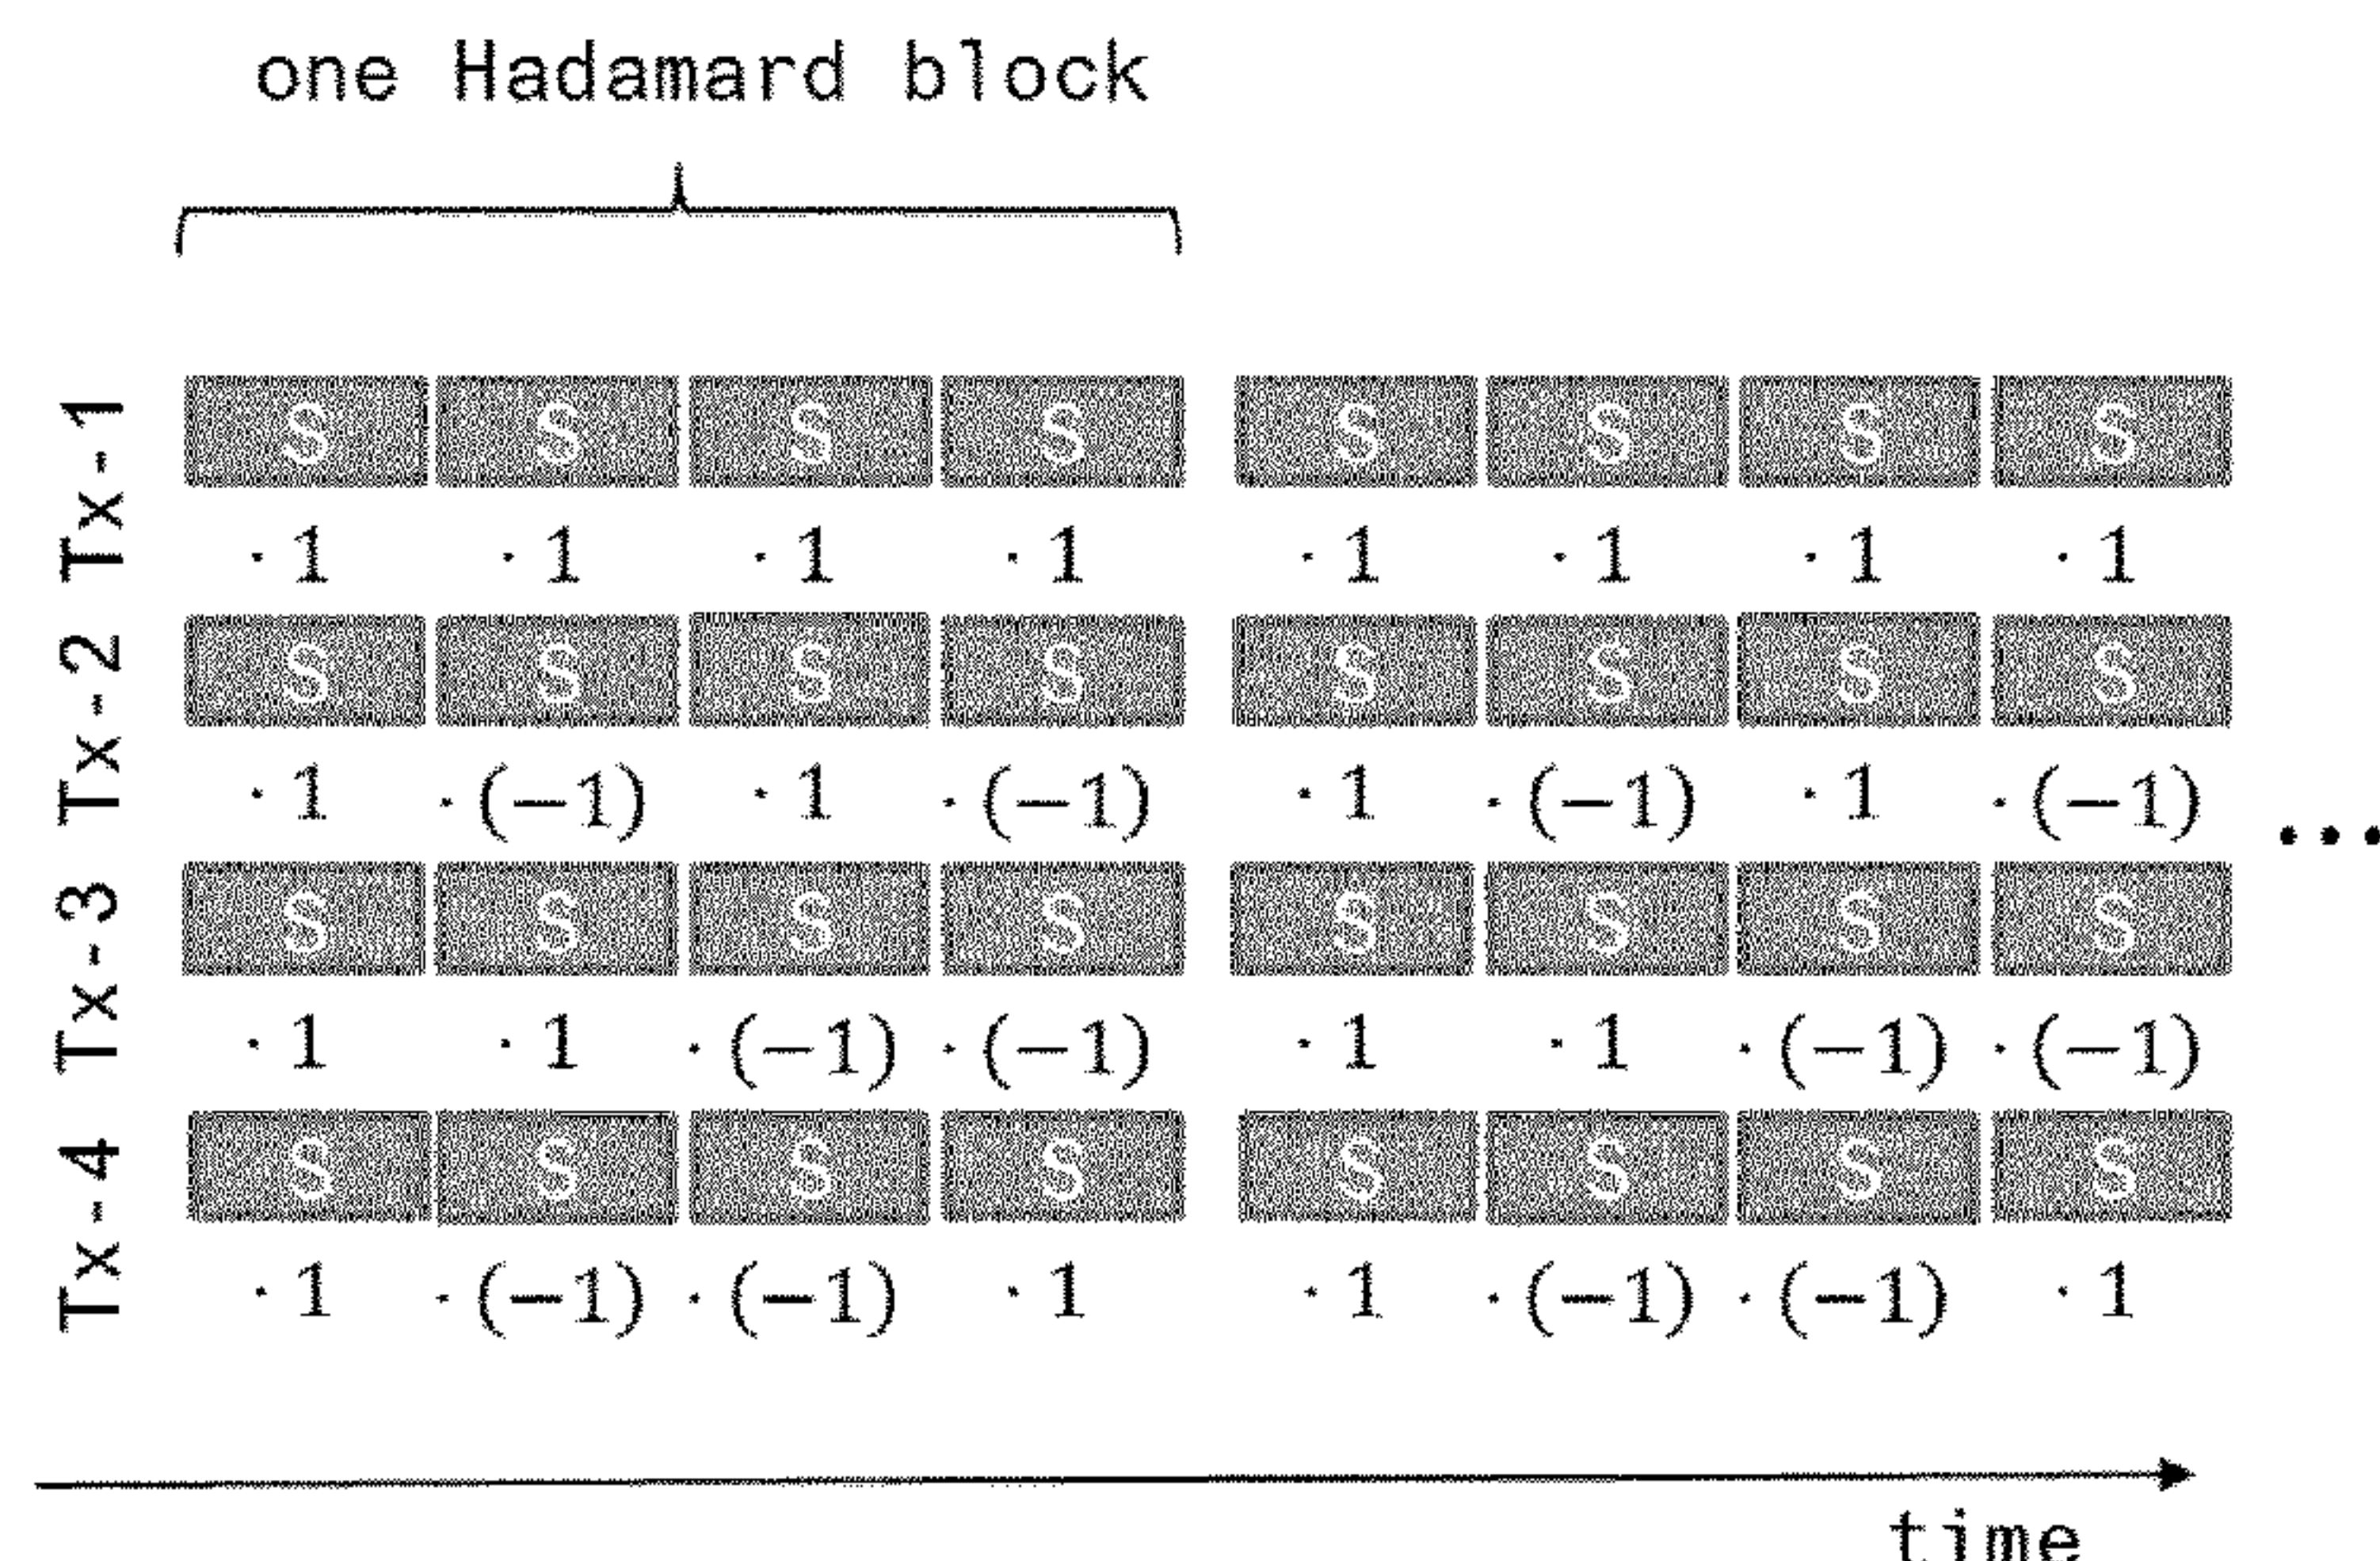 one Hadamard block
Tx-1 S S S S S S S S
· 1 · 1 · 1 · 1 · 1 · 1 · 1 · 1
Tx-2 S S S S S S S S
· 1 · (−1) · 1 · (−1) · 1 · (−1) · 1 · (−1)
...
Tx-3 S S S S S S S S
· 1 · 1 · (−1) · (−1) · 1 · 1 · (−1) · (−1)
Tx-4 S S S S S S S S
· 1 · (−1) · (−1) · 1 · 1 · (−1) · (−1) · 1
time